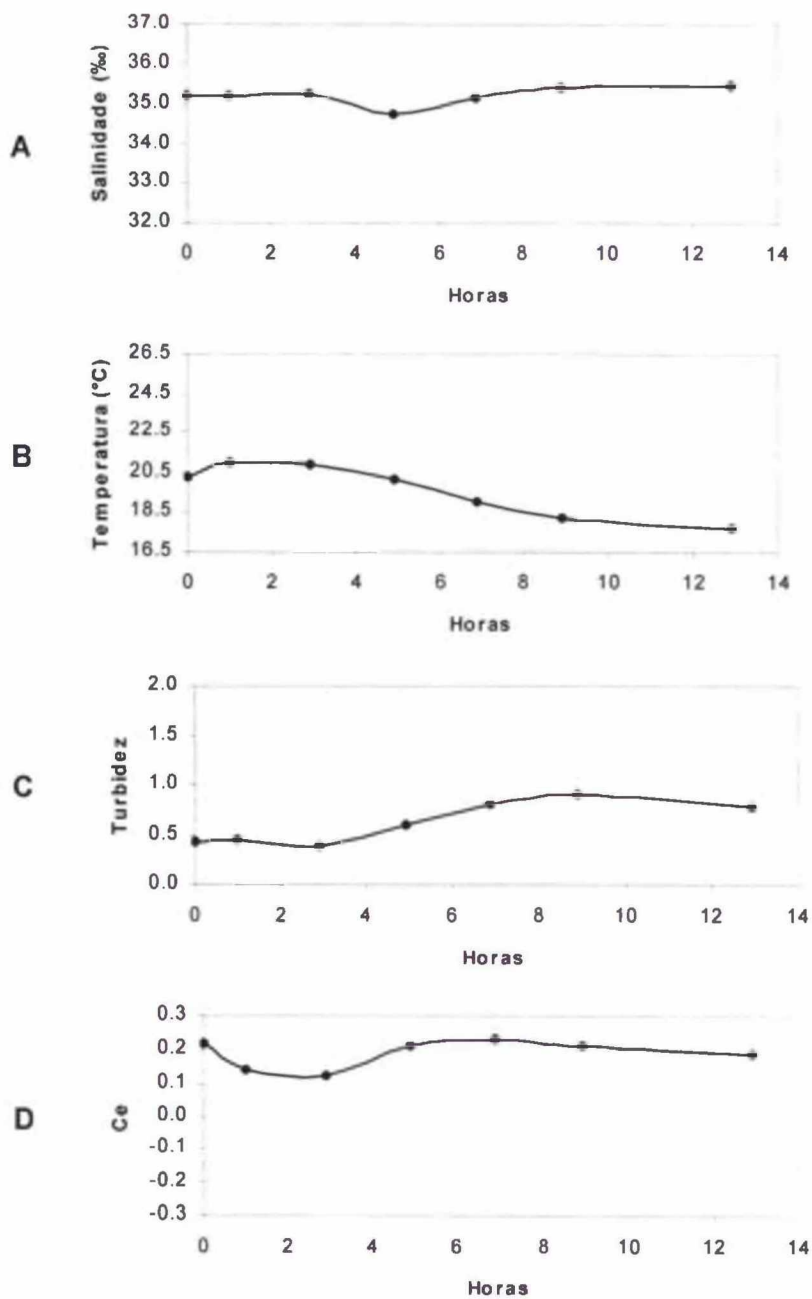 A
Salinidade (‰)
37.0
36.0
35.0
34.0
33.0
32.0
0 2 4 6 8 10 12 14
Horas
B
Temperatura (°C)
26.5
24.5
22.5
20.5
18.5
16.5
0 2 4 6 8 10 12 14
Horas
C
Turbidez
2.0
1.5
1.0
0.5
0.0
0 2 4 6 8 10 12 14
Horas
D
Ce
0.3
0.2
0.1
0.0
-0.1
-0.2
-0.3
0 2 4 6 8 10 12 14
Horas